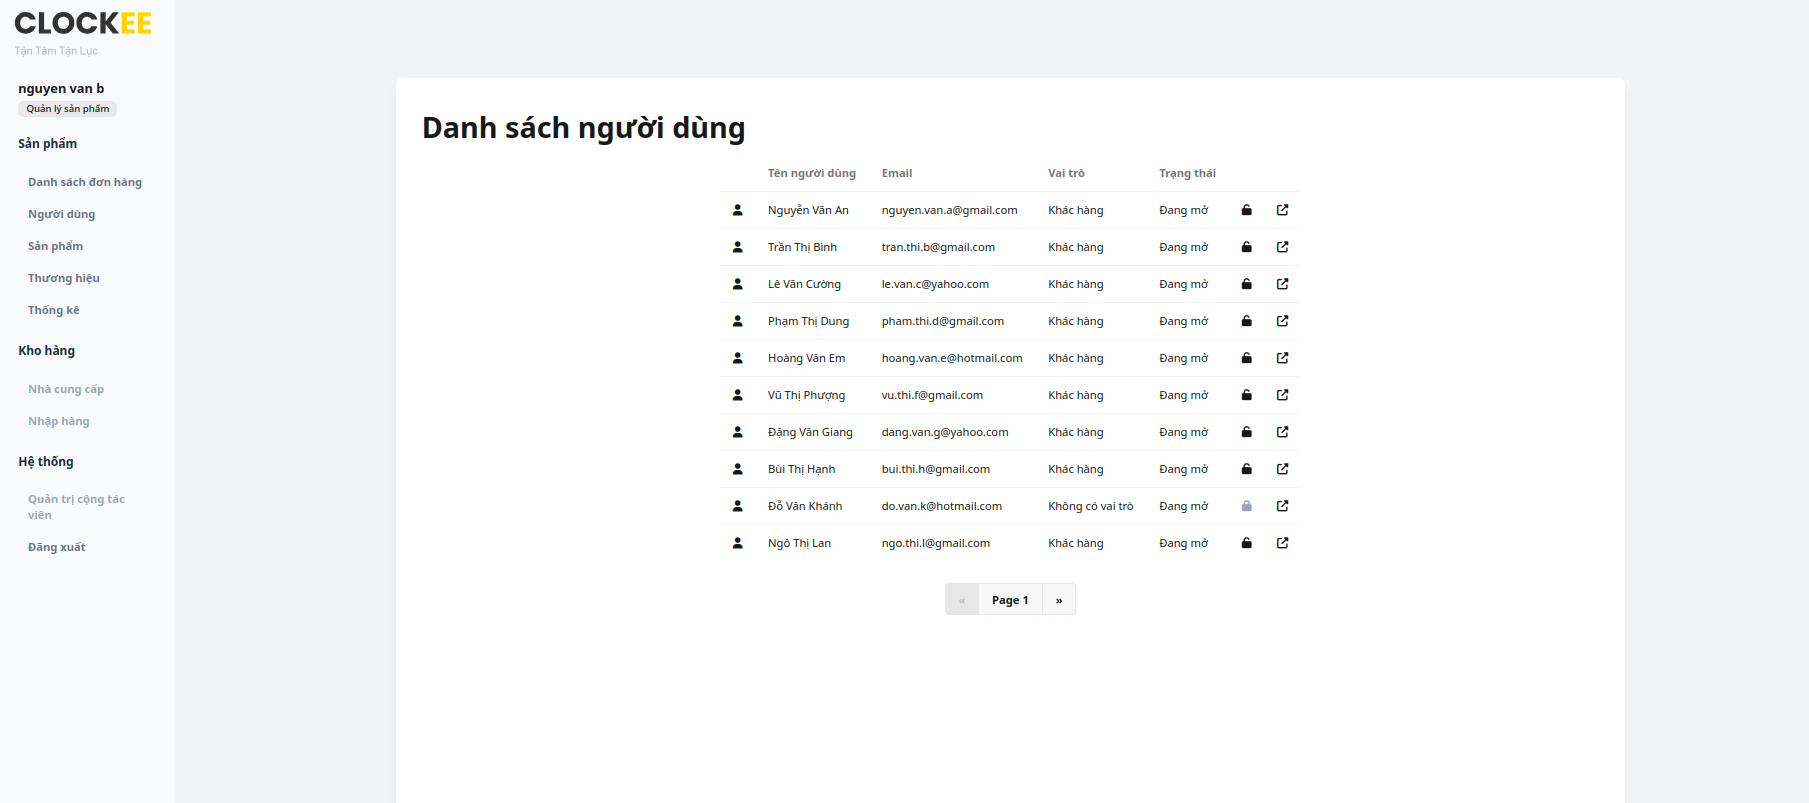 CLOCKEE
Tận Tâm Tận Lực
nguyen van b
Quản lý sản phẩm
Sản phẩm
Danh sách đơn hàng
Người dùng
Sản phẩm
Thương hiệu
Thống kê
Kho hàng
Nhà cung cấp
Nhập hàng
Hệ thống
Quản trị cộng tác
viên
Đăng xuất
Danh sách người dùng
Tên người dùng Email Vai trò Trạng thái
Nguyễn Văn An nguyen.van.a@gmail.com Khác hàng Đang mở
Trần Thị Bình tran.thi.b@gmail.com Khác hàng Đang mở
Lê Văn Cường le.van.c@yahoo.com Khác hàng Đang mở
Phạm Thị Dung pham.thi.d@gmail.com Khác hàng Đang mở
Hoàng Văn Em hoang.van.e@hotmail.com Khác hàng Đang mở
Vũ Thị Phượng vu.thi.f@gmail.com Khác hàng Đang mở
Đặng Văn Giang dang.van.g@yahoo.com Khác hàng Đang mở
Bùi Thị Hạnh bui.thi.h@gmail.com Khác hàng Đang mở
Đỗ Văn Khánh do.van.k@hotmail.com Không có vai trò Đang mở
Ngô Thị Lan ngo.thi.l@gmail.com Khác hàng Đang mở
« Page 1 »